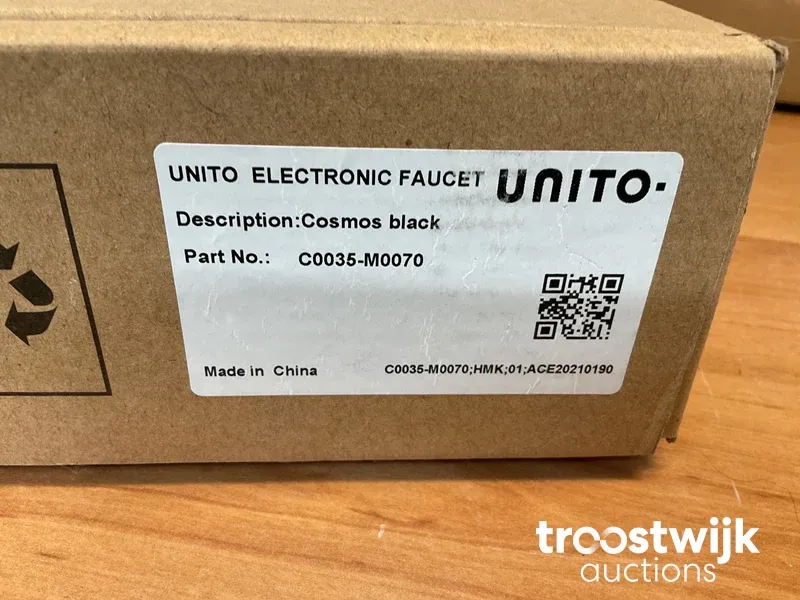 UNITO ELECTRONIC FAUCET UNITO
Description:Cosmos black
Part No.: C0035-M0070
Made in China C0035-M0070;HMK;01;ACE20210190
troostwijk
auctions